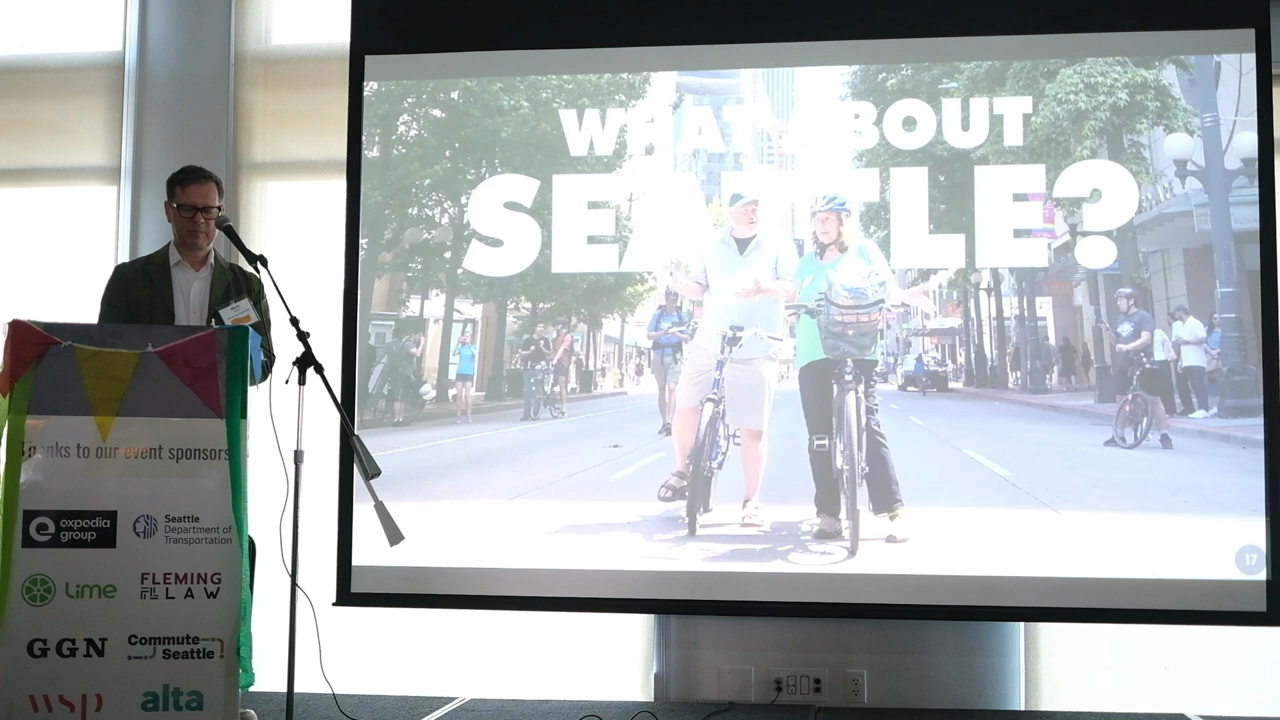 WHAT ABOUT
SEATTLE?
17
Thanks to our event sponsors
expedia group
Seattle
Department of
Transportation
Lime
FLEMING
LAW
GGN
Commute
Seattle
wsp
alta